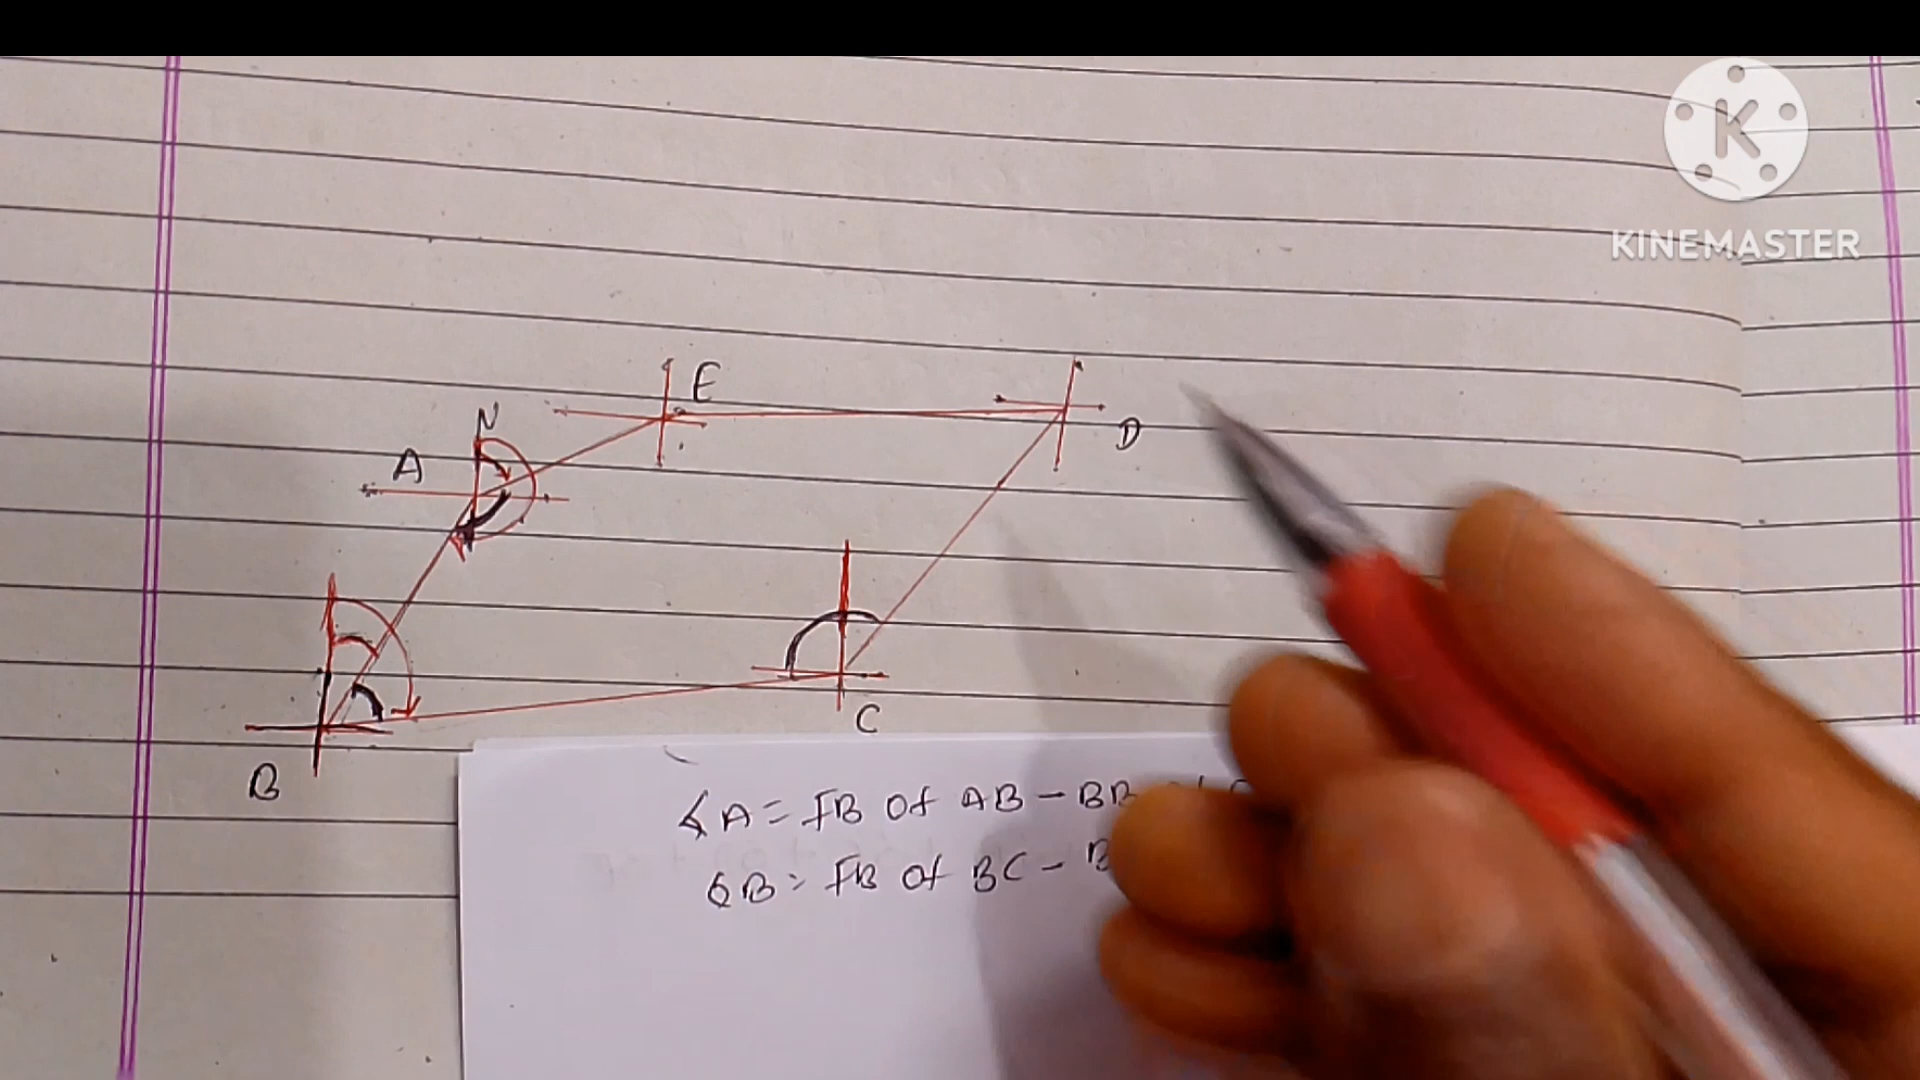 K
KINEMASTER
E
N
A
D
C
B
∡A = FB of AB - BB
∡B = FB of BC - B